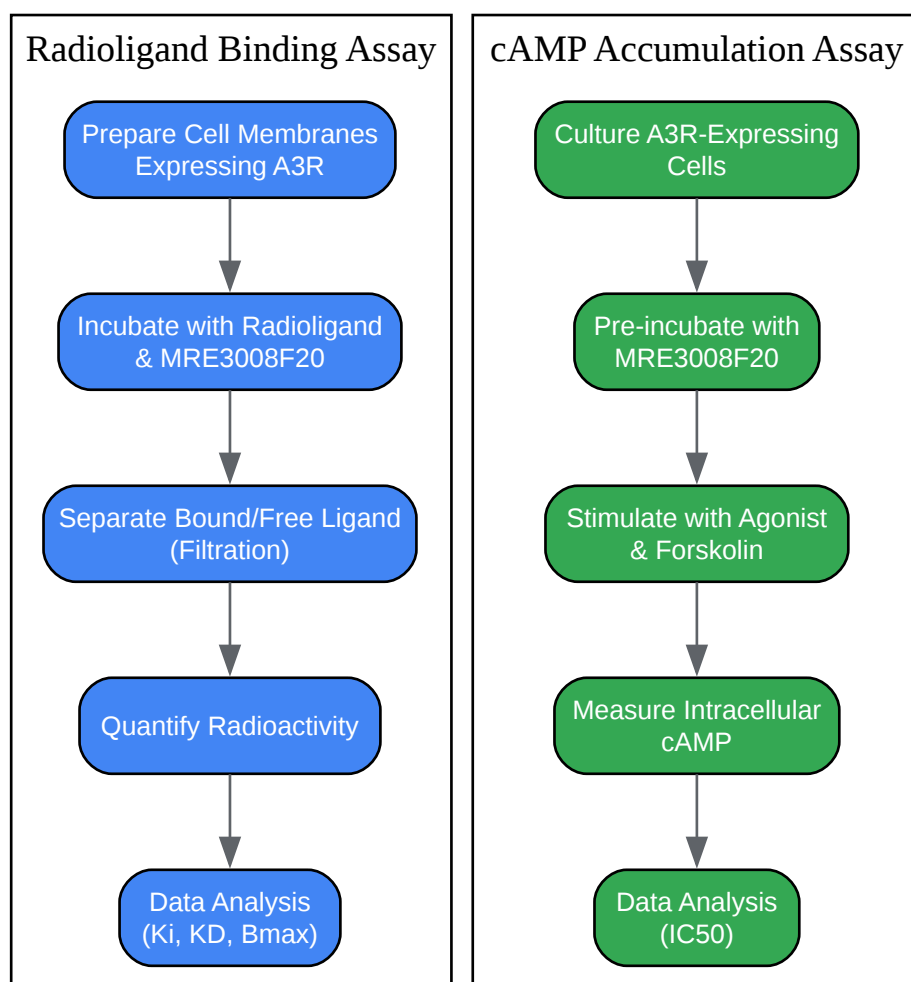 Radioligand Binding Assay
Prepare Cell Membranes
Expressing A3R
Incubate with Radioligand
& MRE3008F20
Separate Bound/Free Ligand
(Filtration)
Quantify Radioactivity
Data Analysis
(Ki, KD, Bmax)
cAMP Accumulation Assay
Culture A3R-Expressing
Cells
Pre-incubate with
MRE3008F20
Stimulate with Agonist
& Forskolin
Measure Intracellular
cAMP
Data Analysis
(IC50)